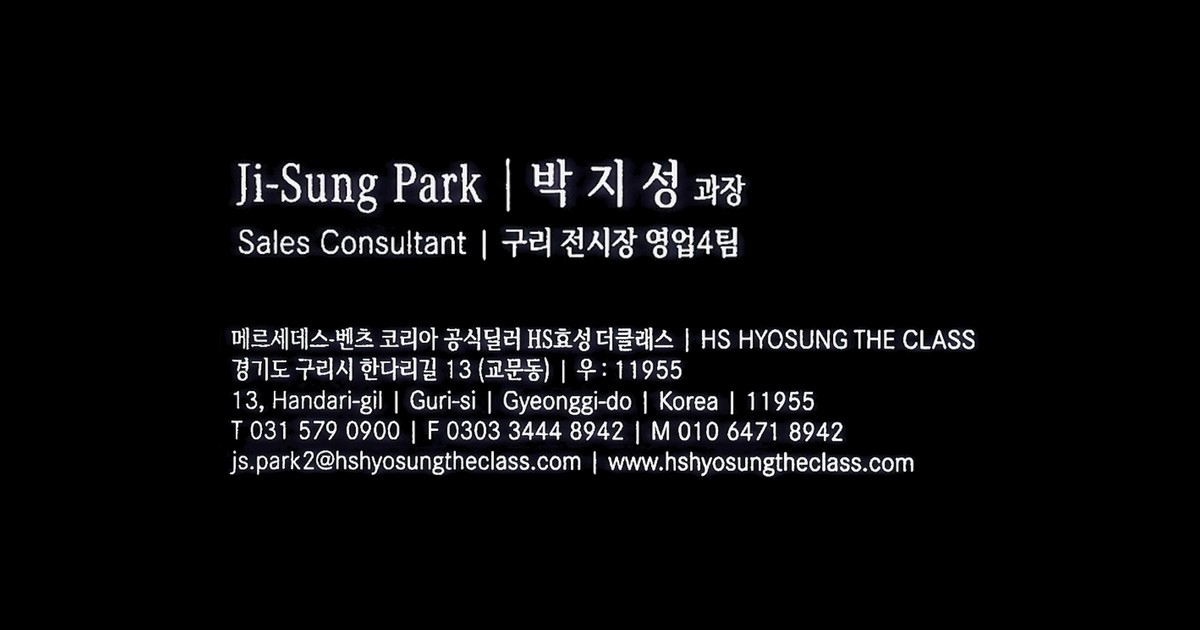 Ji-Sung Park | 박 지 성 과장
Sales Consultant | 구리 전시장 영업4팀
메르세데스-벤츠 코리아 공식딜러 HS효성더클래스 | HS HYOSUNG THE CLASS
경기도 구리시 한다리길 13 (교문동) | 우 : 11955
13, Handari-gil | Guri-si | Gyeonggi-do | Korea | 11955
T 031 579 0900 | F 0303 3444 8942 | M 010 6471 8942
js.park2@hshyosungtheclass.com | www.hshyosungtheclass.com